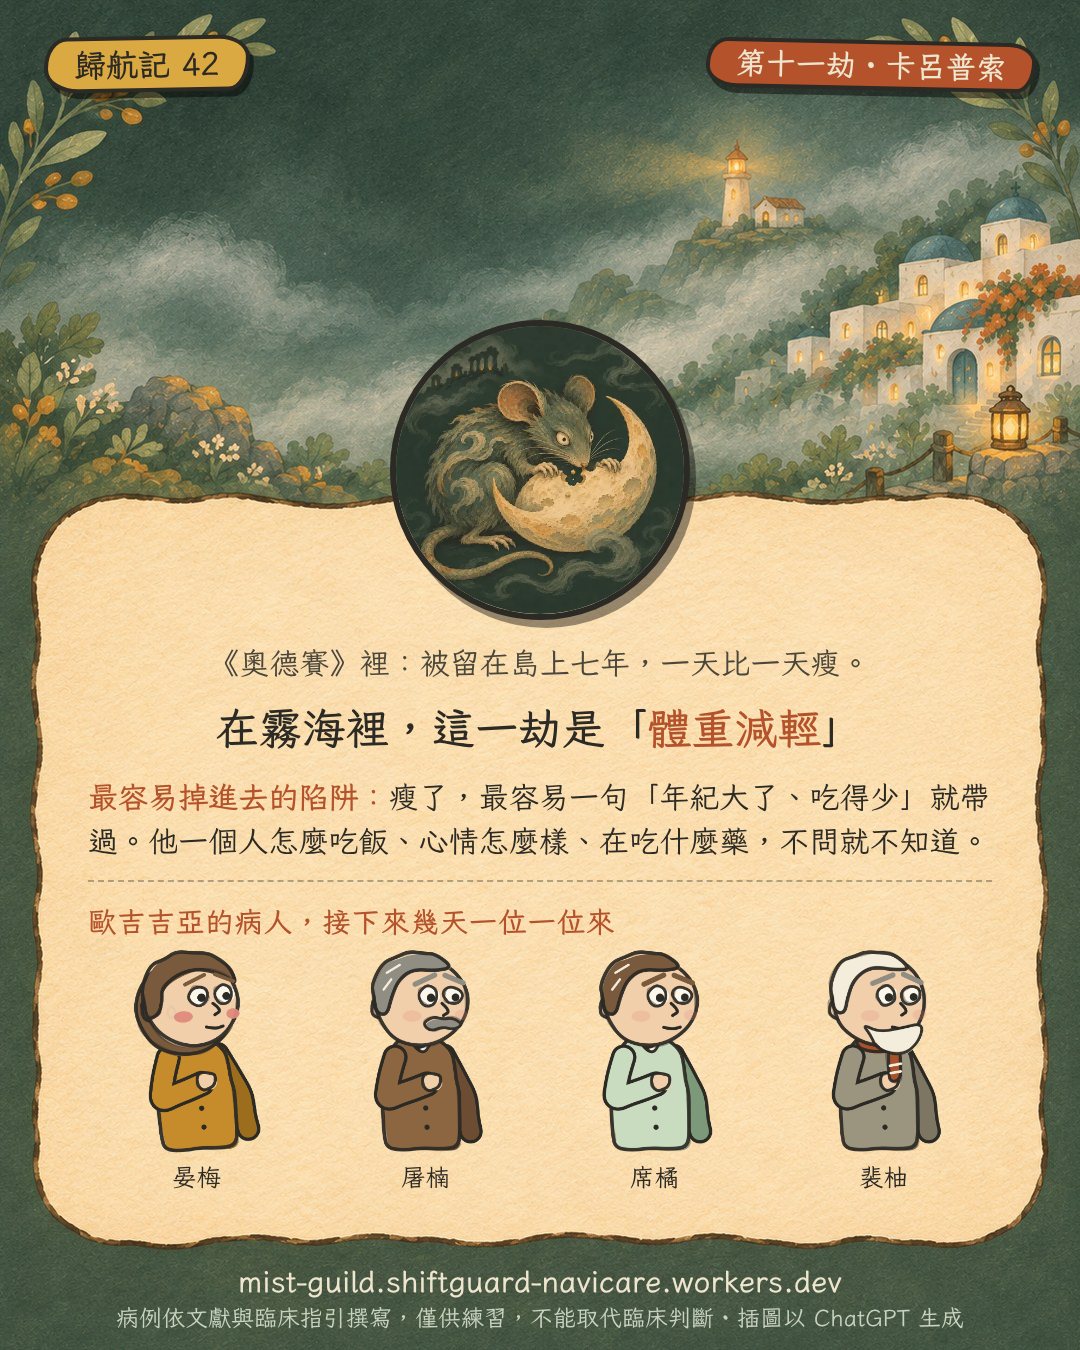 歸航記 42
第十一劫・卡呂普索
《奧德賽》裡：被留在島上七年，一天比一天瘦。
在霧海裡，這一劫是「體重減輕」
最容易掉進去的陷阱：瘦了，最容易一句「年紀大了、吃得少」就帶
過。他一個人怎麼吃飯、心情怎麼樣、在吃什麼藥，不問就不知道。
歐吉吉亞的病人，接下來幾天一位一位來
晏梅
屠楠
席橘
裴柚
mist-guild.shiftguard-navicare.workers.dev
病例依文獻與臨床指引撰寫，僅供練習，不能取代臨床判斷・插圖以 ChatGPT 生成